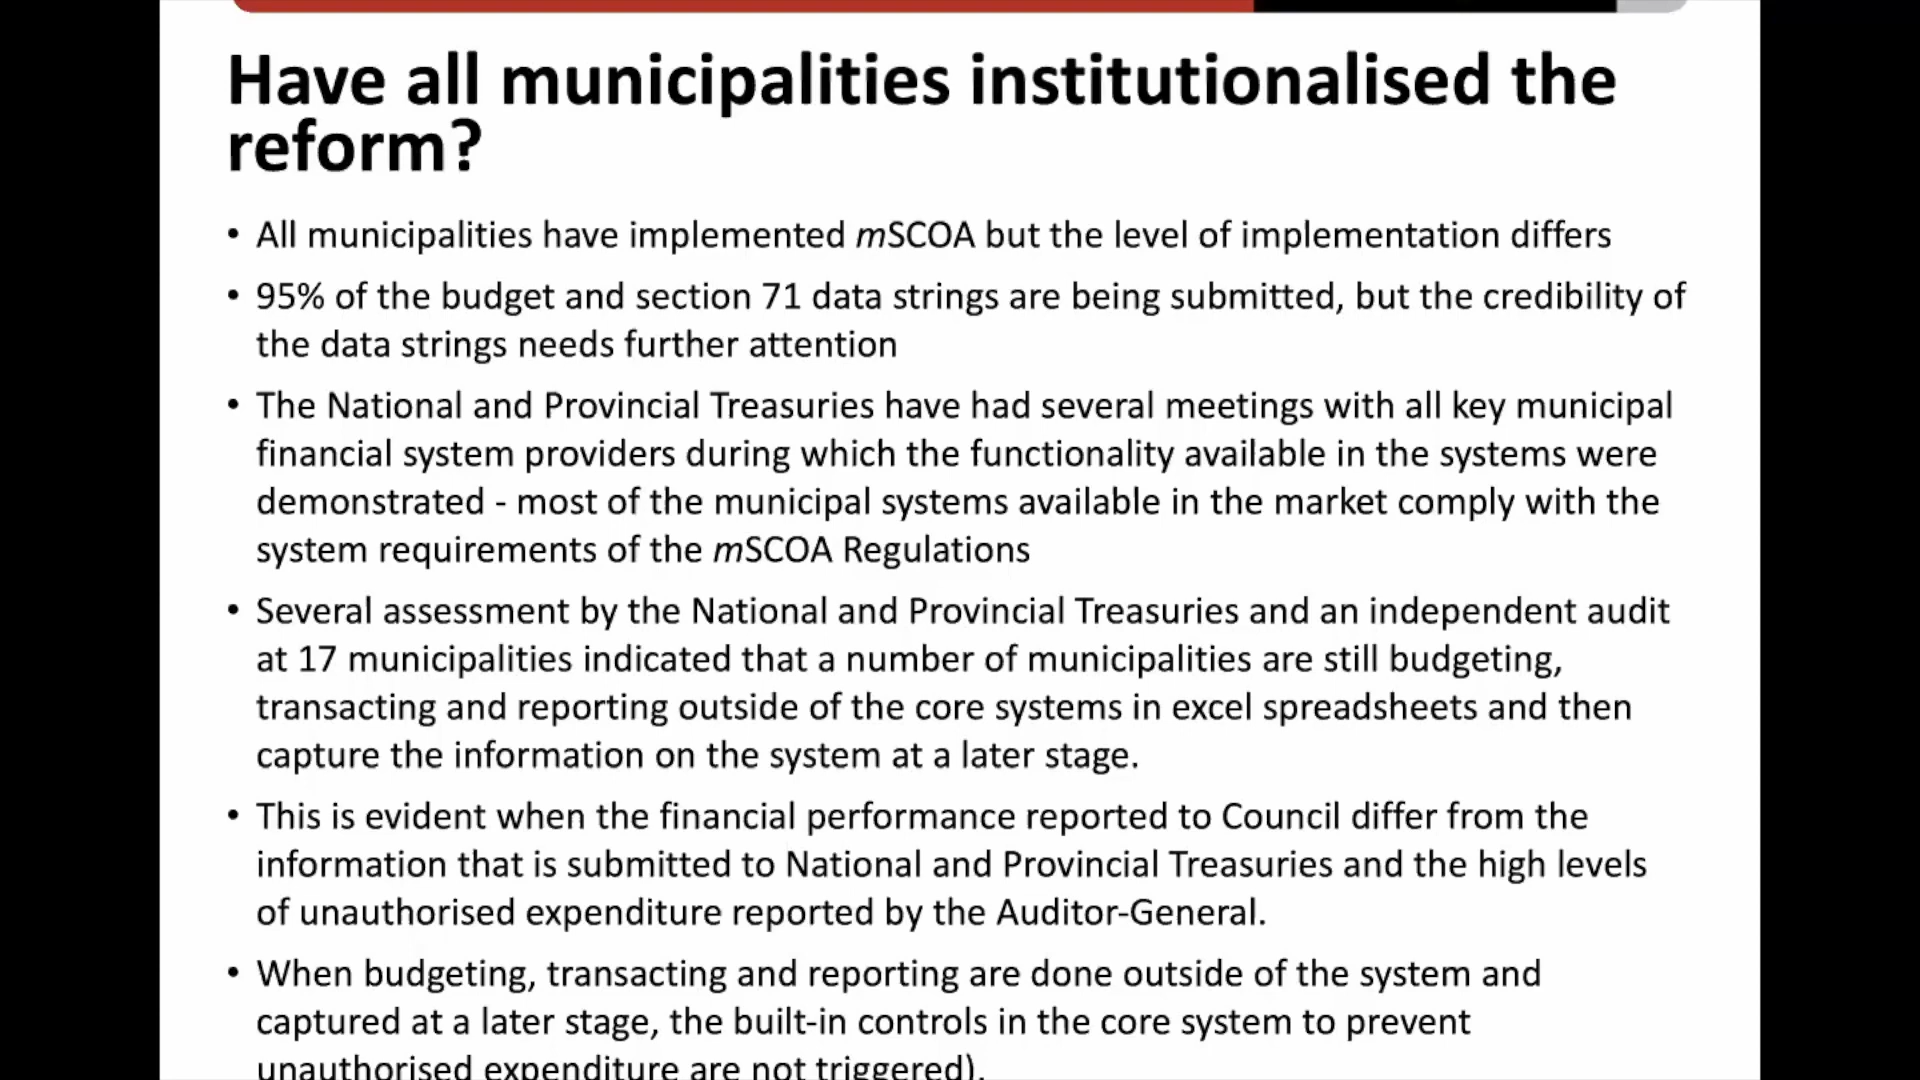 Have all municipalities institutionalised the
reform?
• All municipalities have implemented mSCOA but the level of implementation differs
• 95% of the budget and section 71 data strings are being submitted, but the credibility of
the data strings needs further attention
• The National and Provincial Treasuries have had several meetings with all key municipal
financial system providers during which the functionality available in the systems were
demonstrated - most of the municipal systems available in the market comply with the
system requirements of the mSCOA Regulations
• Several assessment by the National and Provincial Treasuries and an independent audit
at 17 municipalities indicated that a number of municipalities are still budgeting,
transacting and reporting outside of the core systems in excel spreadsheets and then
capture the information on the system at a later stage.
• This is evident when the financial performance reported to Council differ from the
information that is submitted to National and Provincial Treasuries and the high levels
of unauthorised expenditure reported by the Auditor-General.
• When budgeting, transacting and reporting are done outside of the system and
captured at a later stage, the built-in controls in the core system to prevent
unauthorised expenditure are not triggered).